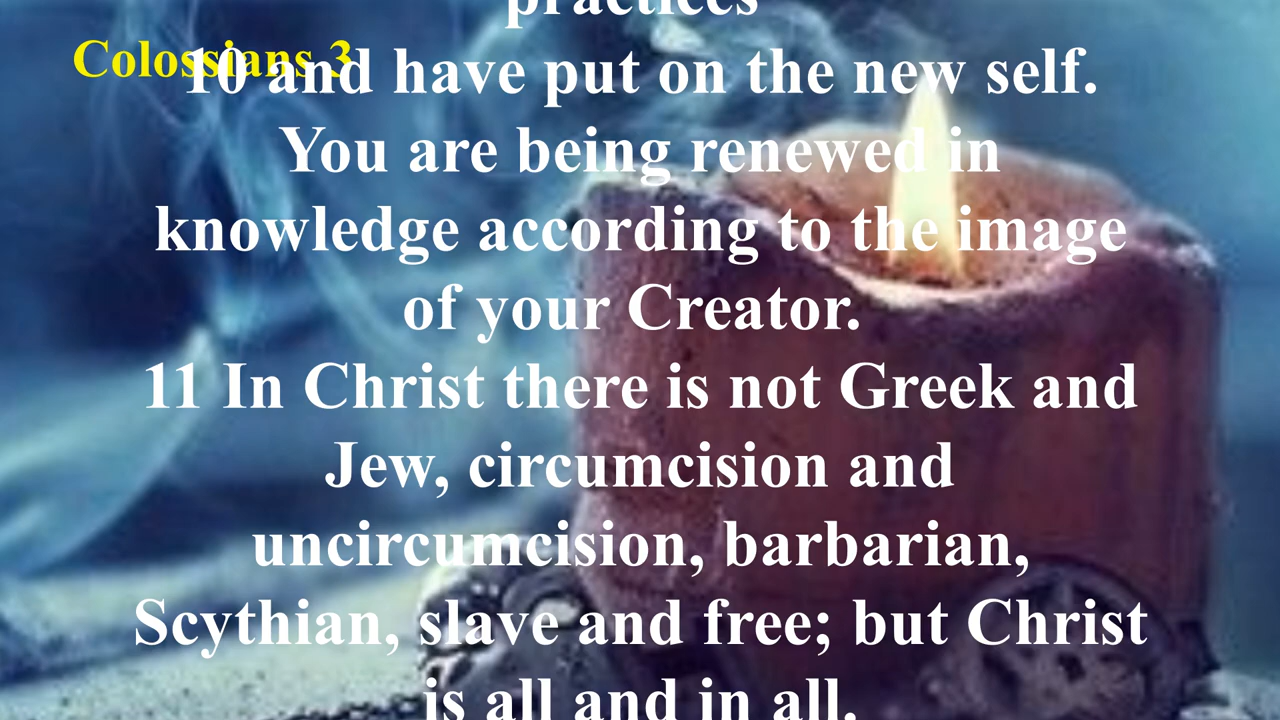 practices
Colossians 3
10 and have put on the new self.
You are being renewed in
knowledge according to the image
of your Creator.
11 In Christ there is not Greek and
Jew, circumcision and
uncircumcision, barbarian,
Scythian, slave and free; but Christ
is all and in all.